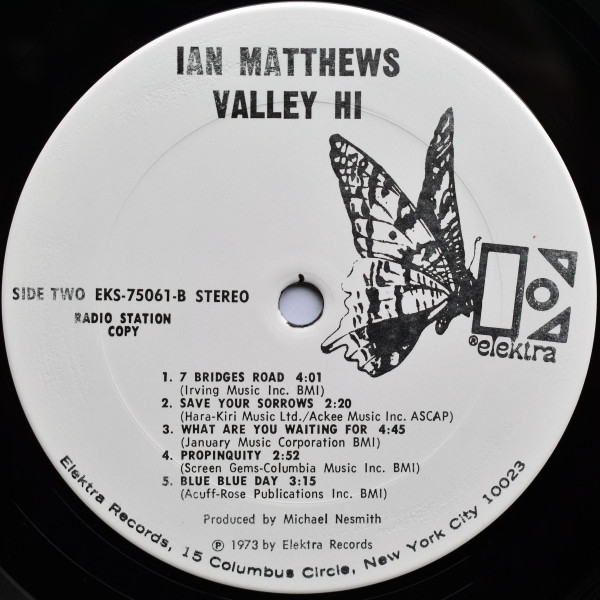 IAN MATTHEWS
VALLEY HI
SIDE TWO EKS-75061-B STEREO
RADIO STATION
COPY
® elektra
1. 7 BRIDGES ROAD 4:01
(Irving Music Inc. BMI)
2. SAVE YOUR SORROWS 2:20
(Hara-Kiri Music Ltd./Ackee Music Inc. ASCAP)
3. WHAT ARE YOU WAITING FOR 4:45
(January Music Corporation BMI)
4. PROPINQUITY 2:52
(Screen Gems-Columbia Music Inc. BMI)
5. BLUE BLUE DAY 3:15
(Acuff-Rose Publications Inc. BMI)
Produced by Michael Nesmith
℗ 1973 by Elektra Records
Elektra Records, 15 Columbus Circle, New York City 10023